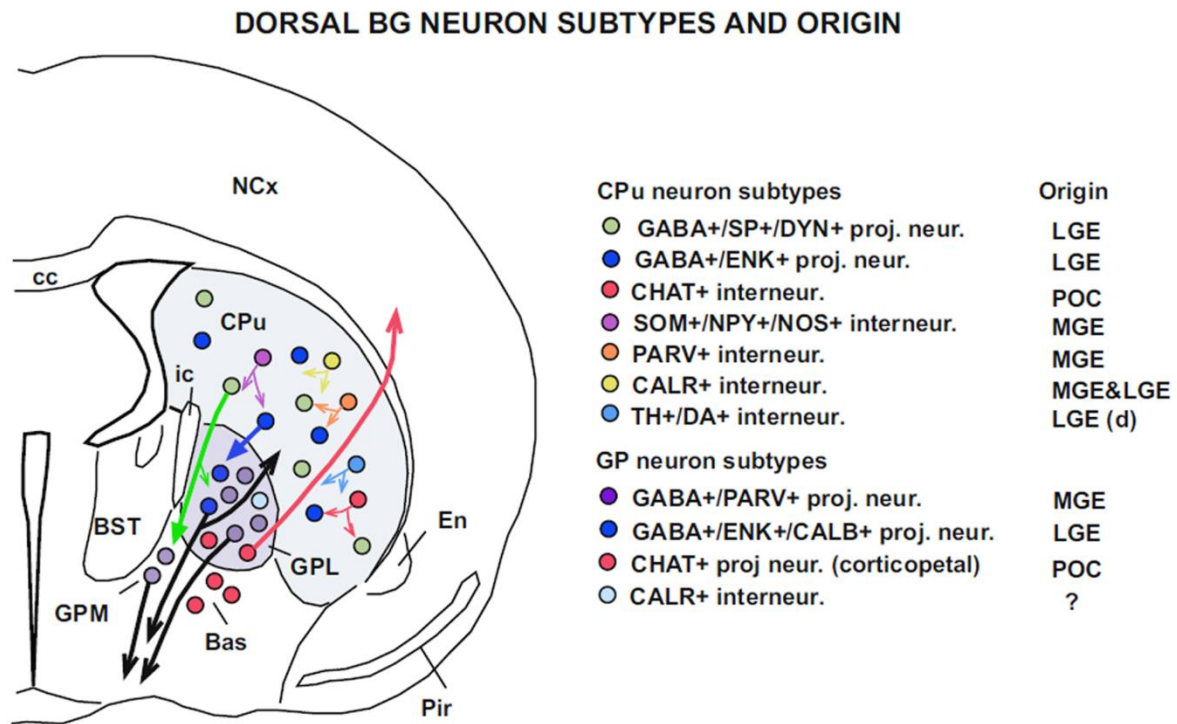 DORSAL BG NEURON SUBTYPES AND ORIGIN
NCx
cc
CPu
ic
BST
En
GPL
GPM
Bas
Pir
CPu neuron subtypes Origin
GABA+/SP+/DYN+ proj. neur. LGE
GABA+/ENK+ proj. neur. LGE
CHAT+ interneur. POC
SOM+/NPY+/NOS+ interneur. MGE
PARV+ interneur. MGE
CALR+ interneur. MGE&LGE
TH+/DA+ interneur. LGE (d)
GP neuron subtypes
GABA+/PARV+ proj. neur. MGE
GABA+/ENK+/CALB+ proj. neur. LGE
CHAT+ proj neur. (corticopetal) POC
CALR+ interneur. ?